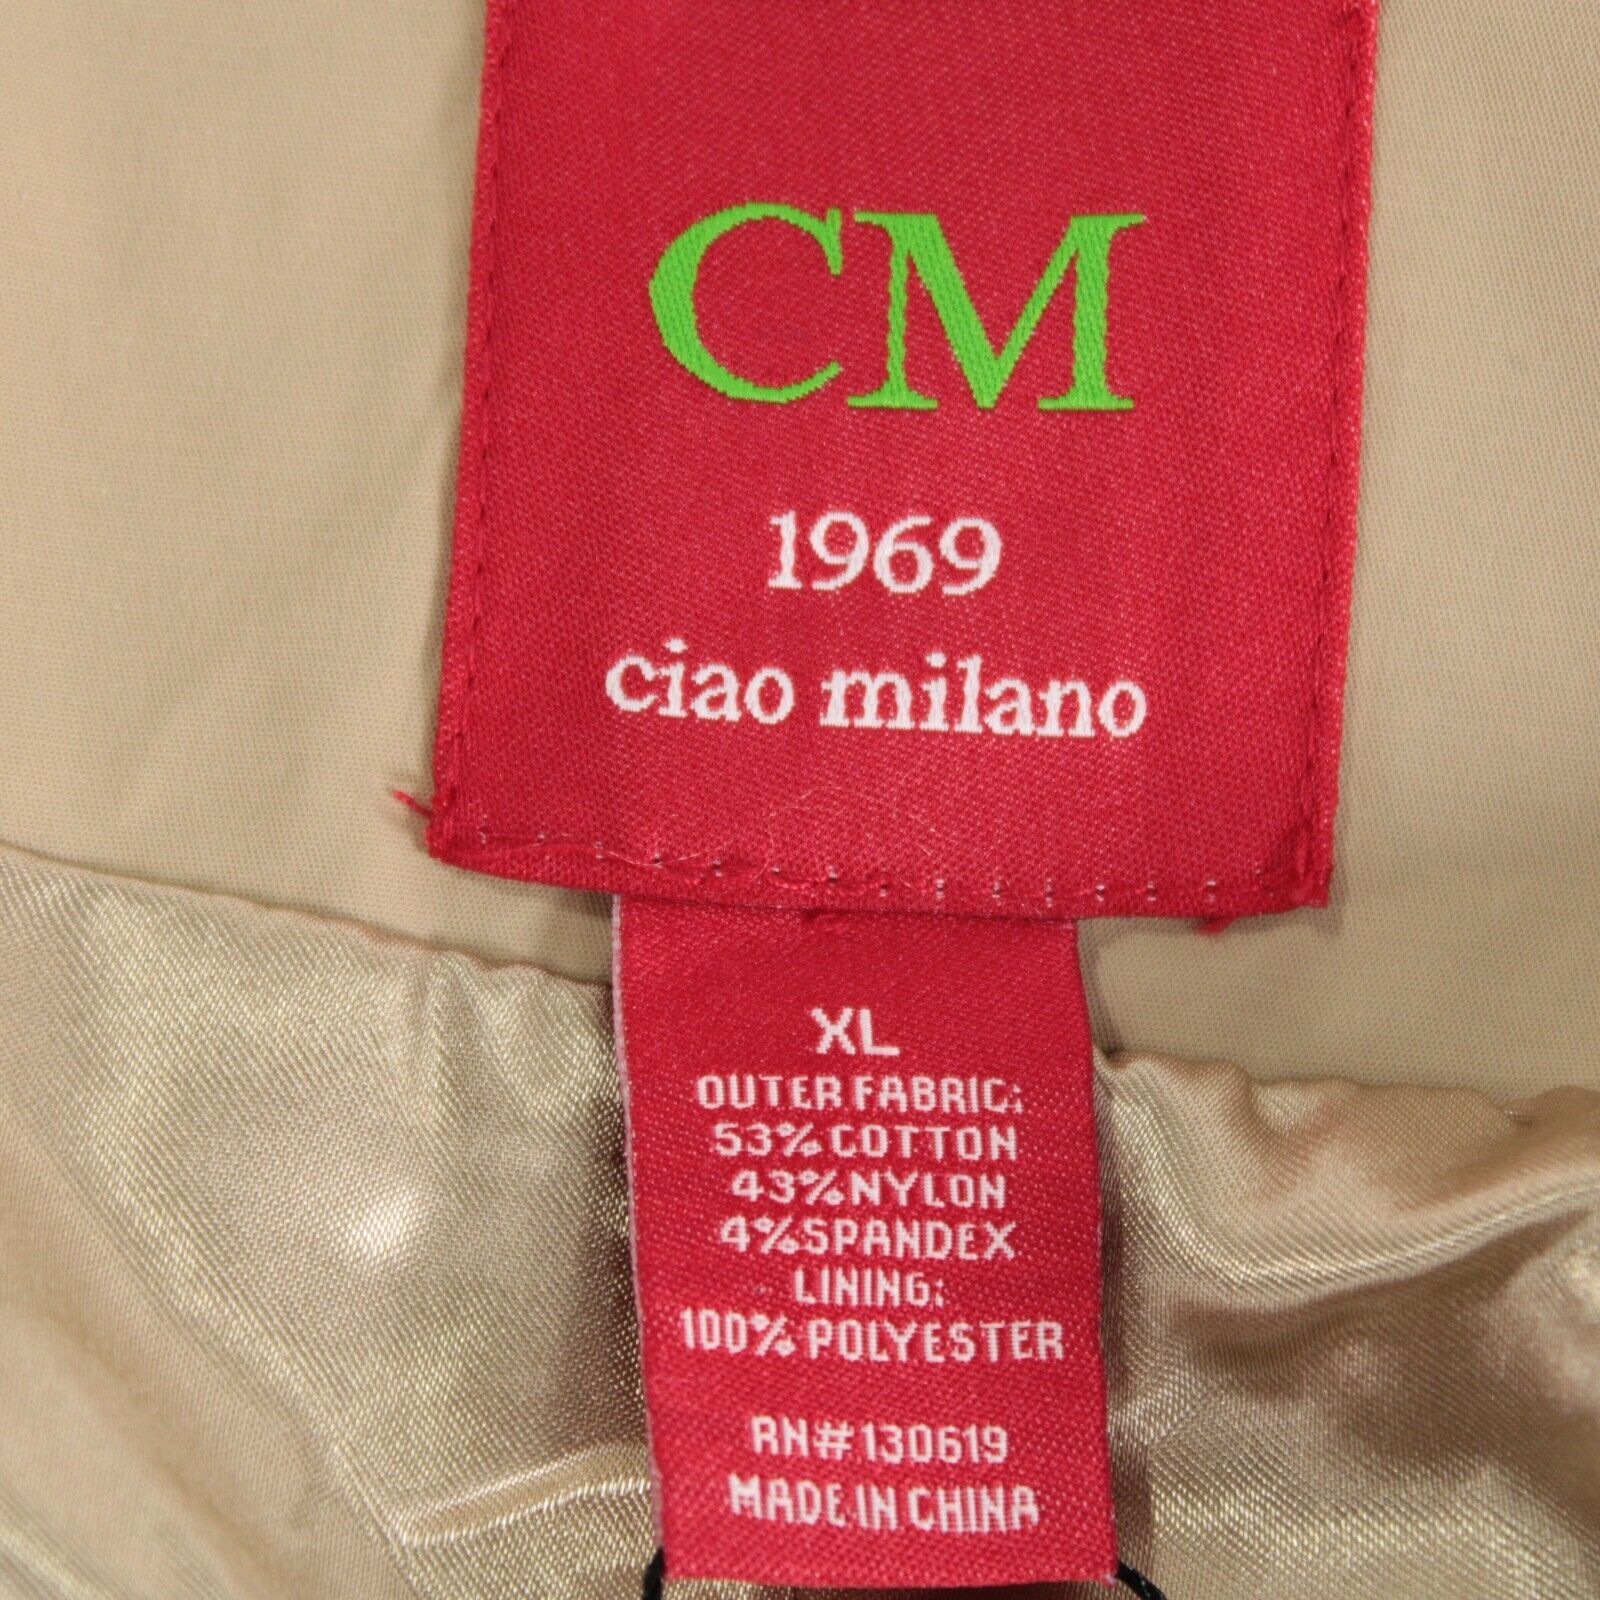 CM
1969
ciao milano
XL
OUTER FABRIC:
53% COTTON
43% NYLON
4% SPANDEX
LINING:
100% POLYESTER
RN#130619
MADE IN CHINA